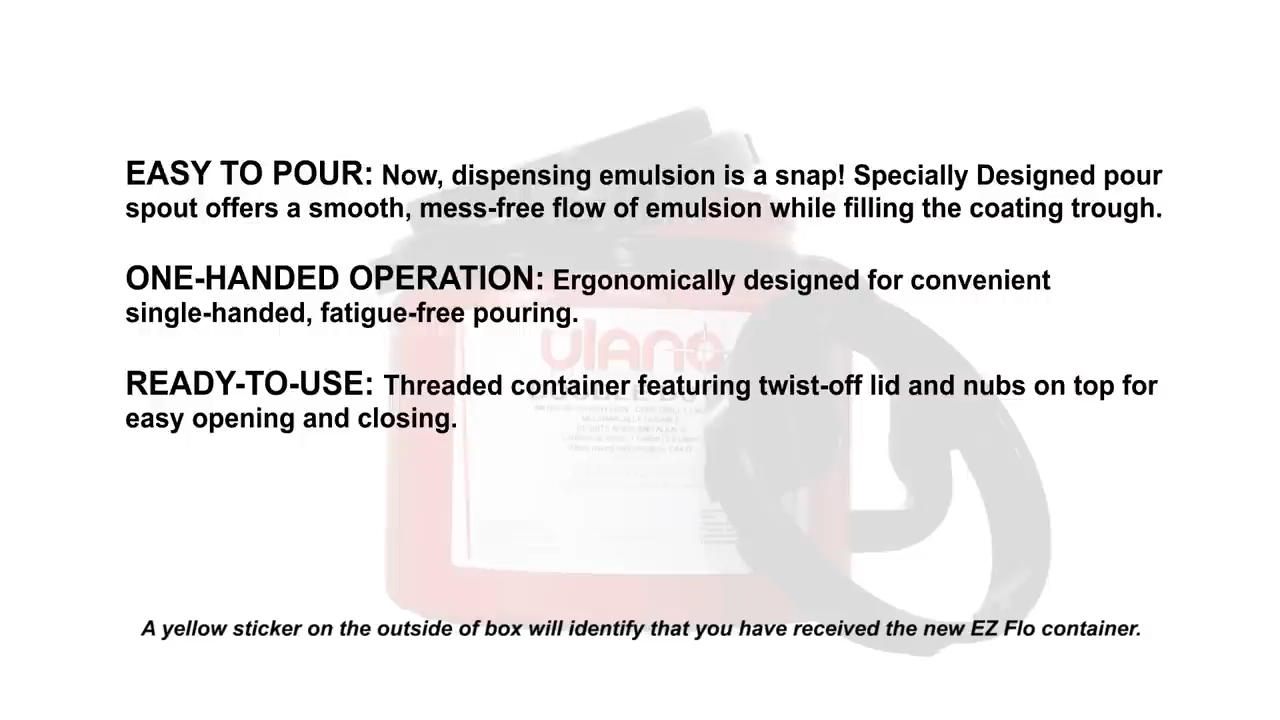 EASY TO POUR: Now, dispensing emulsion is a snap! Specially Designed pour
spout offers a smooth, mess-free flow of emulsion while filling the coating trough.
ONE-HANDED OPERATION: Ergonomically designed for convenient
single-handed, fatigue-free pouring.
ulano
READY-TO-USE: Threaded container featuring twist-off lid and nubs on top for
easy opening and closing.
A yellow sticker on the outside of box will identify that you have received the new EZ Flo container.